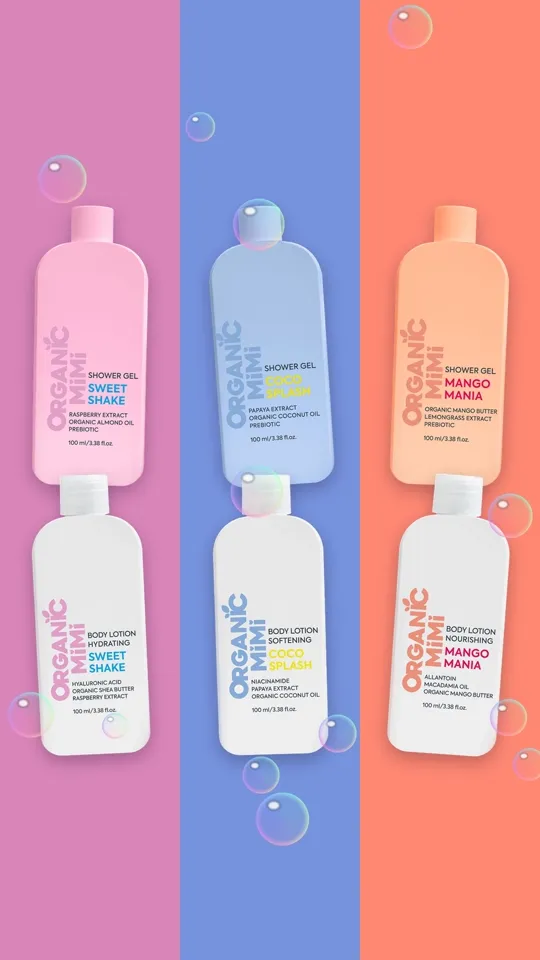 ORGANIC
MiMi
SHOWER GEL
SWEET
SHAKE
RASPBERRY EXTRACT
ORGANIC ALMOND OIL
PREBIOTIC
100 ml/3.38 fl.oz.
ORGANIC
MiMi
SHOWER GEL
COCO
SPLASH
PAPAYA EXTRACT
ORGANIC COCONUT OIL
PREBIOTIC
100 ml/3.38 fl.oz.
ORGANIC
MiMi
SHOWER GEL
MANGO
MANIA
ORGANIC MANGO BUTTER
LEMONGRASS EXTRACT
PREBIOTIC
100 ml/3.38 fl.oz.
ORGANIC
MiMi
BODY LOTION
HYDRATING
SWEET
SHAKE
HYALURONIC ACID
ORGANIC SHEA BUTTER
RASPBERRY EXTRACT
100 ml/3.38 fl.oz.
ORGANIC
MiMi
BODY LOTION
SOFTENING
COCO
SPLASH
NIACINAMIDE
PAPAYA EXTRACT
ORGANIC COCONUT OIL
100 ml/3.38 fl.oz.
ORGANIC
MiMi
BODY LOTION
NOURISHING
MANGO
MANIA
ALLANTOIN
MACADAMIA OIL
ORGANIC MANGO BUTTER
100 ml/3.38 fl.oz.